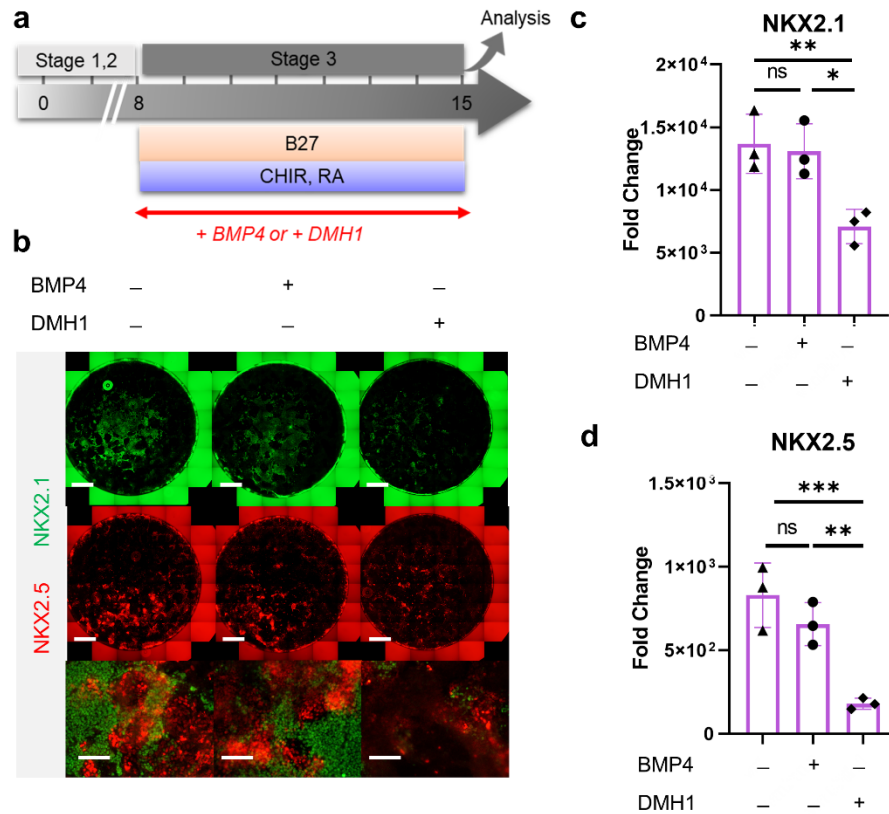 a
Stage 1,2
Stage 3
Analysis
0
8
15
B27
CHIR, RA
+ BMP4 or + DMH1
b
BMP4 – + –
DMH1 – – +
NKX2.1
NKX2.5
c
NKX2.1
**
ns
*
2×10⁴
1.5×10⁴
1×10⁴
5×10³
0
Fold Change
BMP4 – + –
DMH1 – – +
d
NKX2.5
***
ns
**
1.5×10³
1×10³
5×10²
0
Fold Change
BMP4 – + –
DMH1 – – +